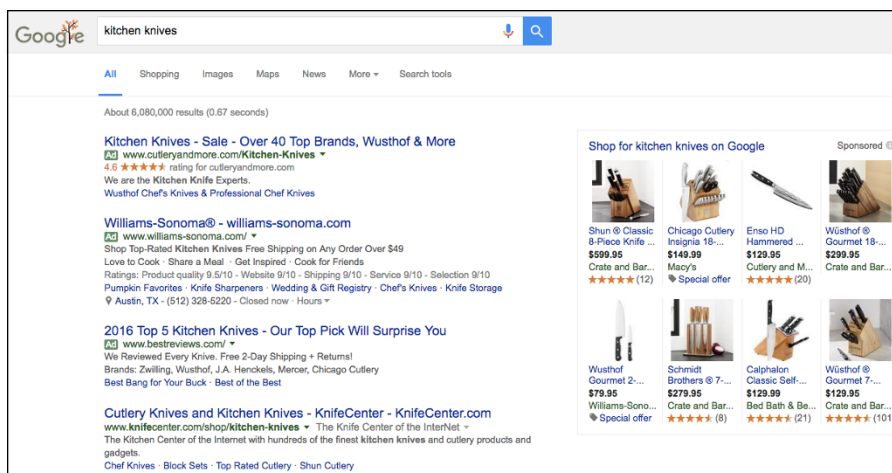 Google
kitchen knives
All Shopping Images Maps News More Search tools
About 6,080,000 results (0.67 seconds)
Kitchen Knives - Sale - Over 40 Top Brands, Wusthof & More
Ad www.cutleryandmore.com/Kitchen-Knives
4.6 rating for cutleryandmore.com
We are the Kitchen Knife Experts.
Wusthof Chef's Knives & Professional Chef Knives
Williams-Sonoma® - williams-sonoma.com
Ad www.williams-sonoma.com/
Shop Top-Rated Kitchen Knives Free Shipping on Any Order Over $49
Love to Cook · Share a Meal · Get Inspired · Cook for Friends
Ratings: Product quality 9.5/10 - Website 9/10 - Shipping 9/10 - Service 9/10 - Selection 9/10
Pumpkin Favorites · Knife Sharpeners · Wedding & Gift Registry · Chef's Knives · Knife Storage
Austin, TX - (512) 328-5220 - Closed now · Hours
2016 Top 5 Kitchen Knives - Our Top Pick Will Surprise You
Ad www.bestreviews.com/
We Reviewed Every Knive. Free 2-Day Shipping + Returns!
Brands: Zwilling, Wusthof, J.A. Henckels, Mercer, Chicago Cutlery
Best Bang for Your Buck · Best of the Best
Cutlery Knives and Kitchen Knives - KnifeCenter - KnifeCenter.com
www.knifecenter.com/shop/kitchen-knives The Knife Center of the InterNet
The Kitchen Center of the Internet with hundreds of the finest kitchen knives and cutlery products and
gadgets.
Chef Knives · Block Sets · Top Rated Cutlery · Shun Cutlery
Shop for kitchen knives on Google Sponsored
Shun ® Classic
8-Piece Knife ...
$599.95
Crate and Bar...
(12)
Chicago Cutlery
Insignia 18-...
$149.99
Macy's
Special offer
Enso HD
Hammered ...
$129.95
Cutlery and M...
(20)
Wüsthof ®
Gourmet 18-...
$299.95
Crate and Bar...
Wusthof
Gourmet 2-...
$79.95
Williams-Sono...
Special offer
Schmidt
Brothers ® 7-...
$279.95
Crate and Bar...
(8)
Calphalon
Classic Self-...
$129.99
Bed Bath & Be...
(21)
Wüsthof ®
Gourmet 7-...
$129.95
Crate and Bar...
(101